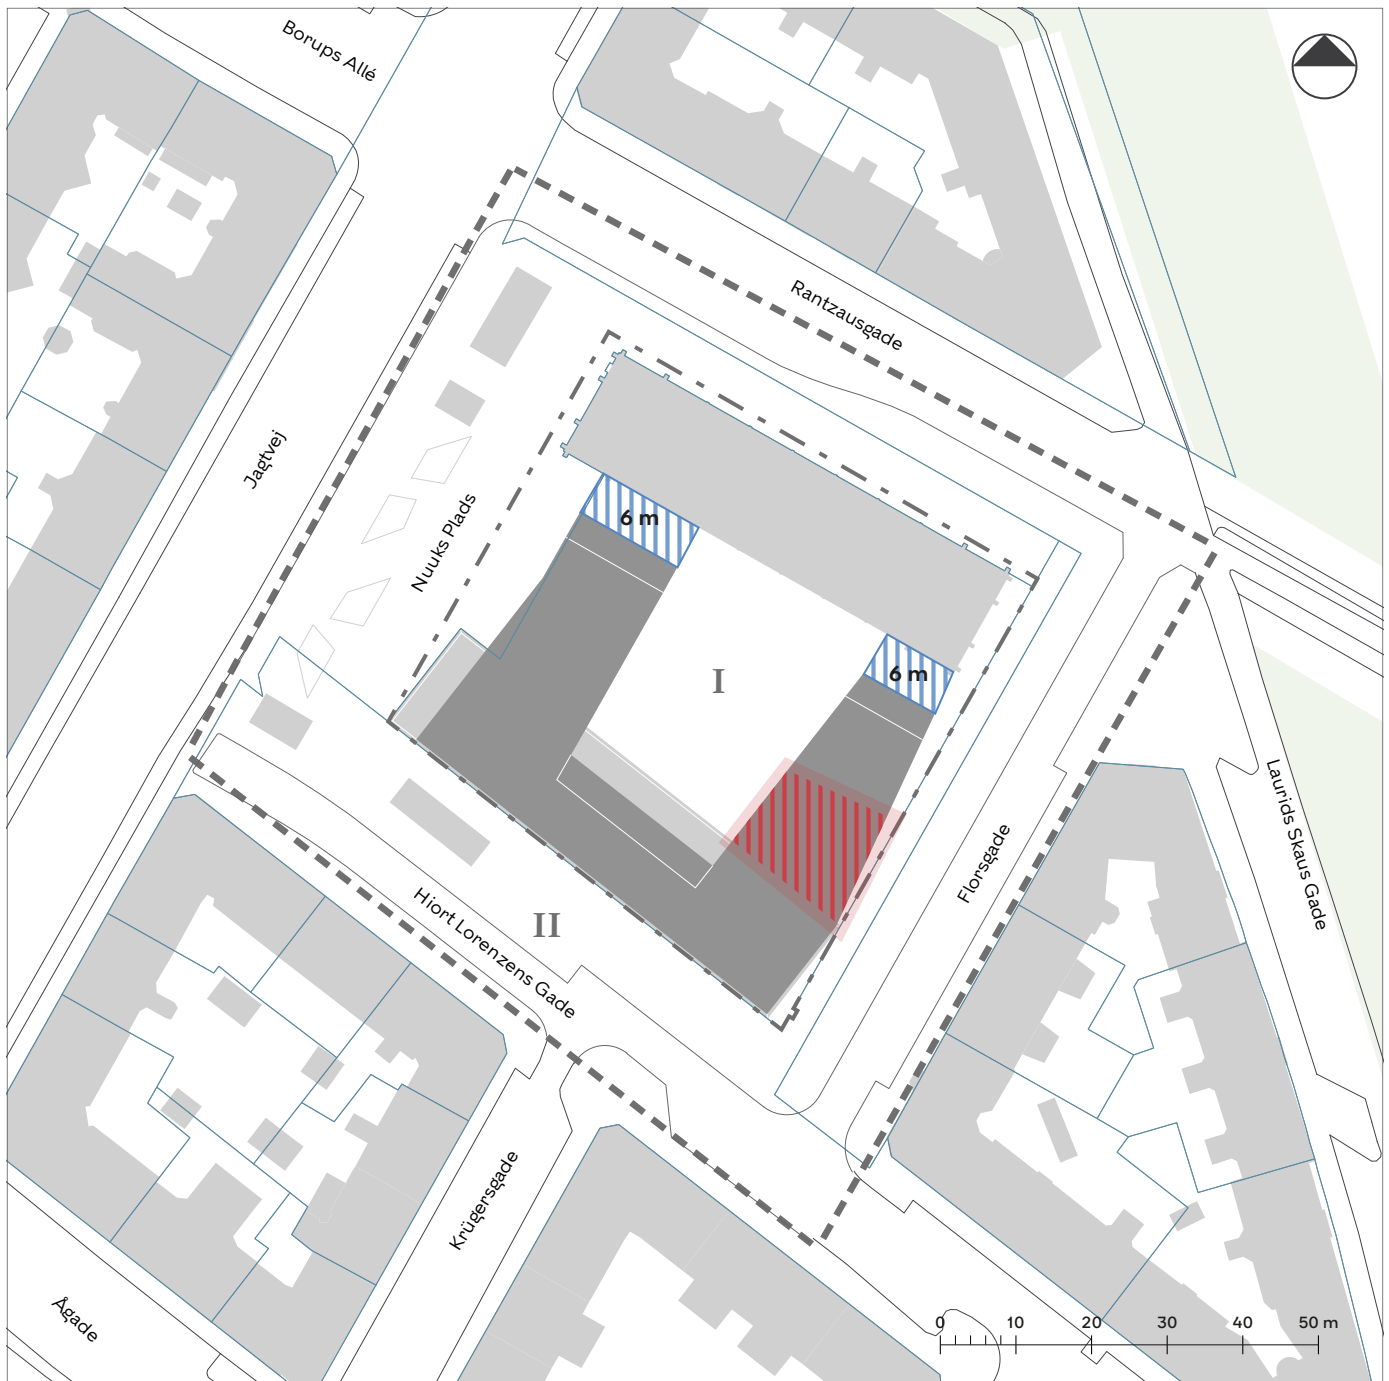 Borups Allé
Rantzausgade
Jagtvej
Nuuks Plads
6 m
6 m
I
II
Florsgade
Laurids Skaus Gade
Hiort Lorenzens Gade
Krügersgade
Ågade
0 10 20 30 40 50 m